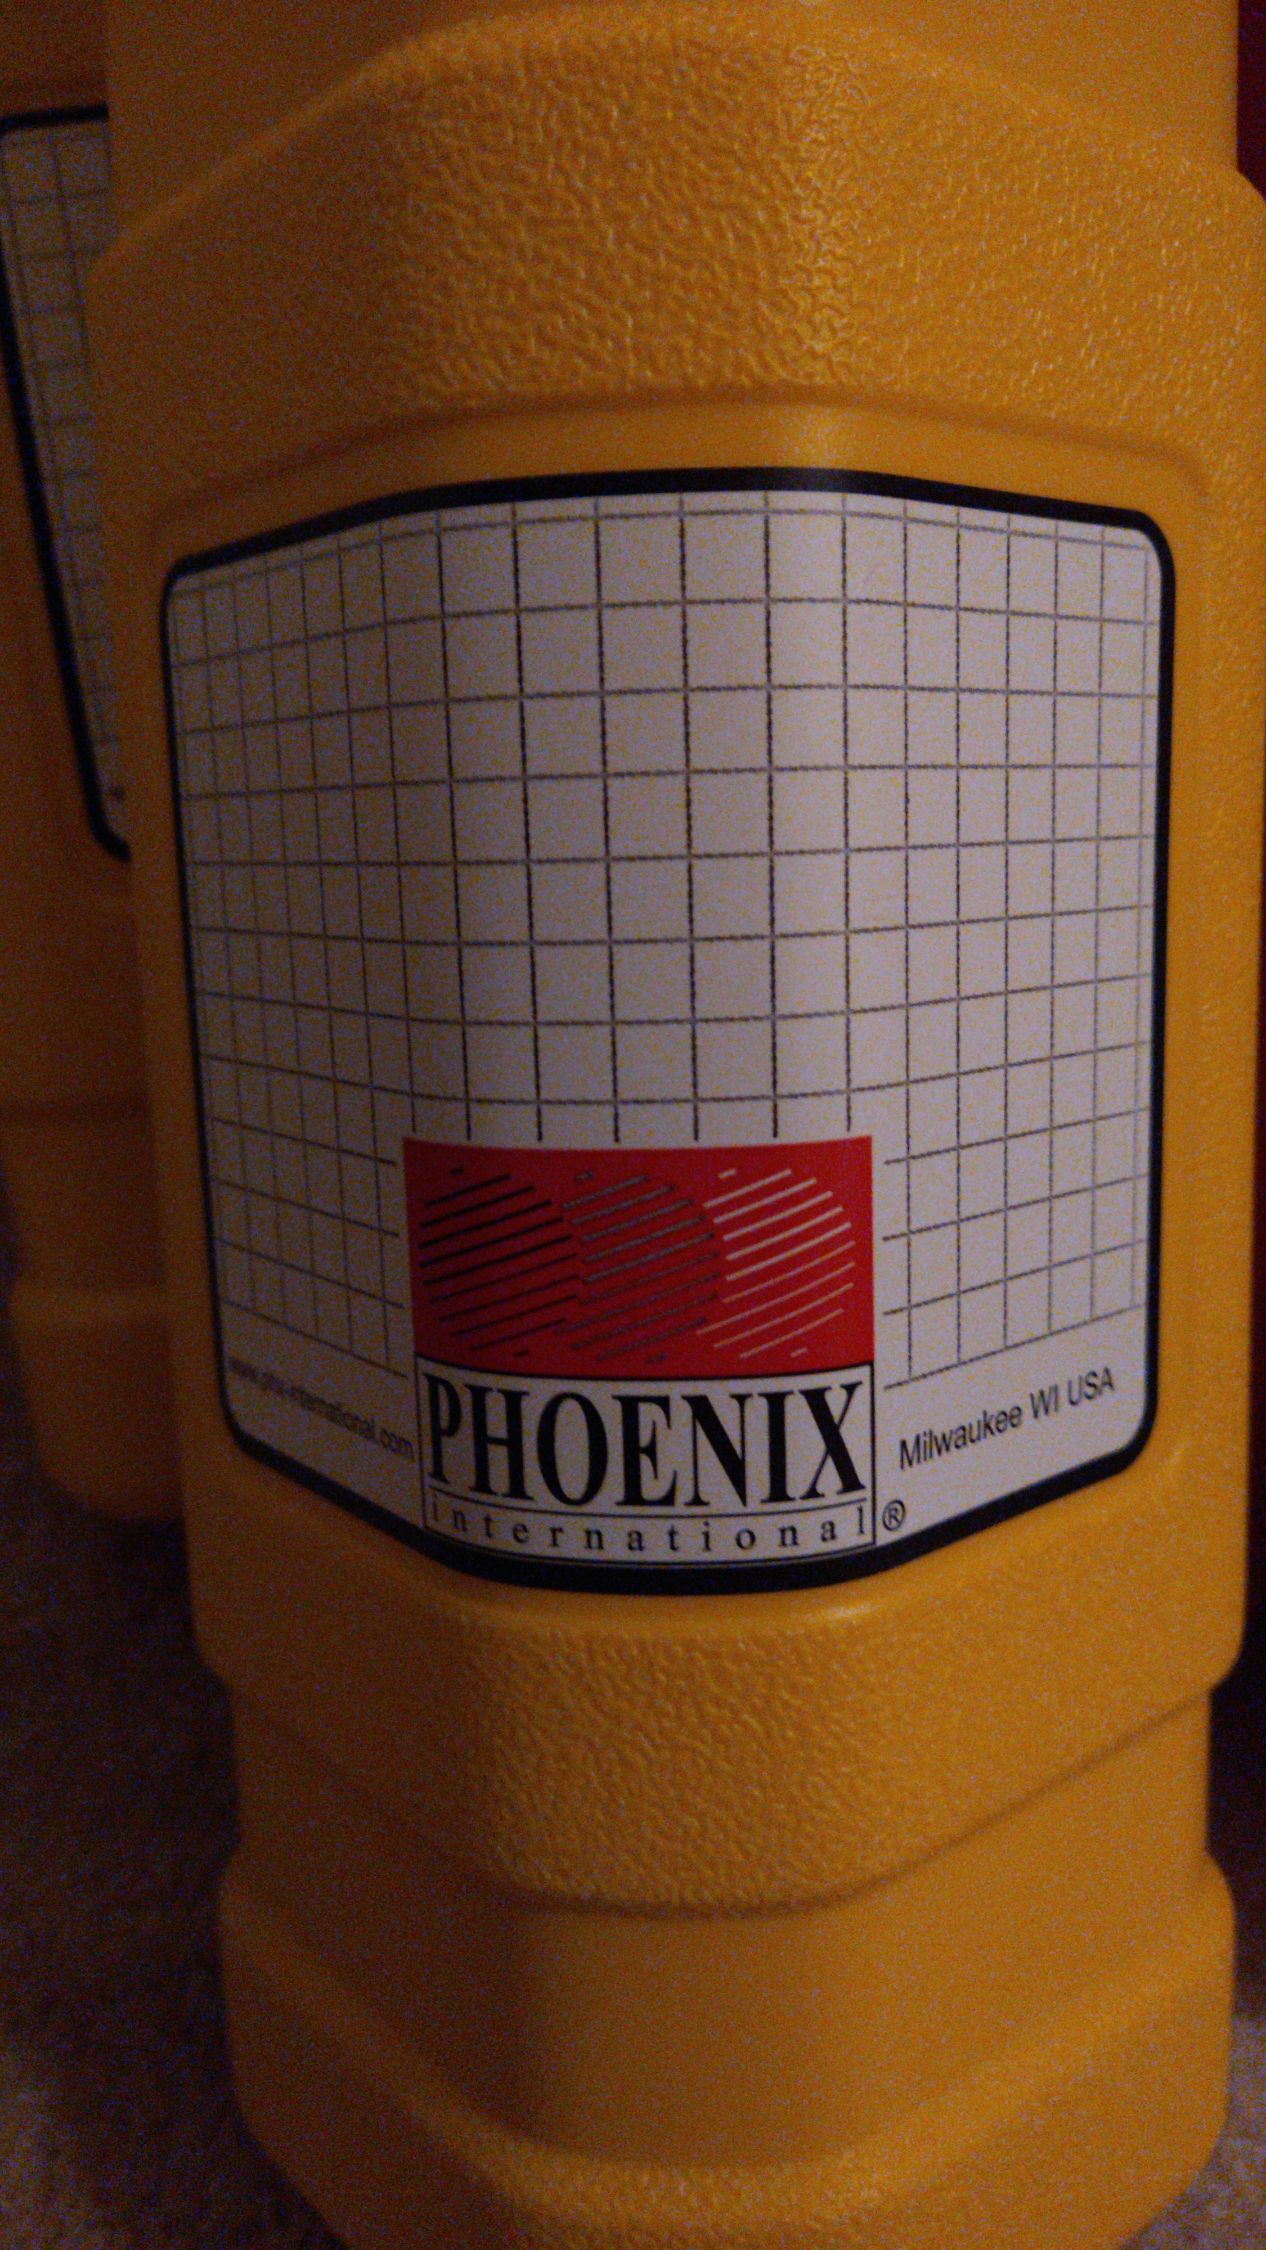 PHOENIX
international®
Milwaukee WI USA